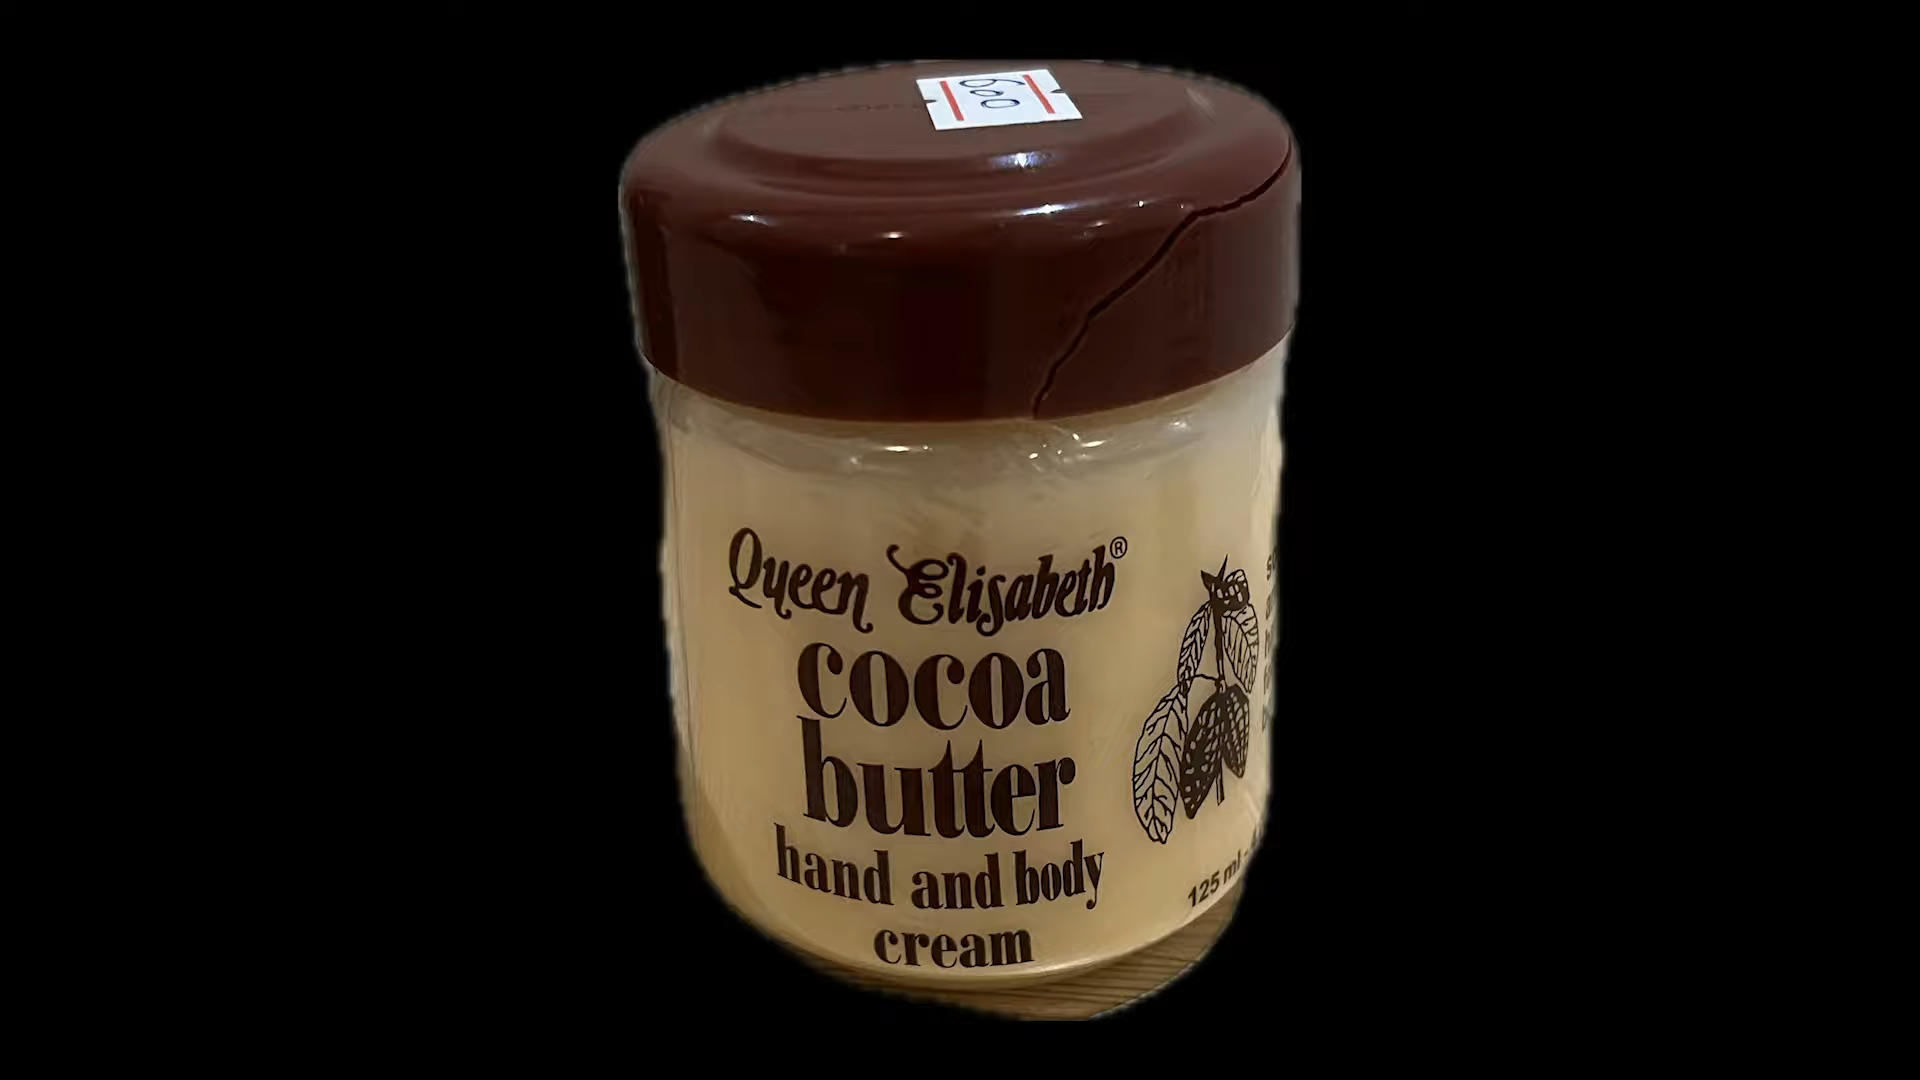 600
Queen Elisabeth®
cocoa
butter
hand and body
cream
125 ml -